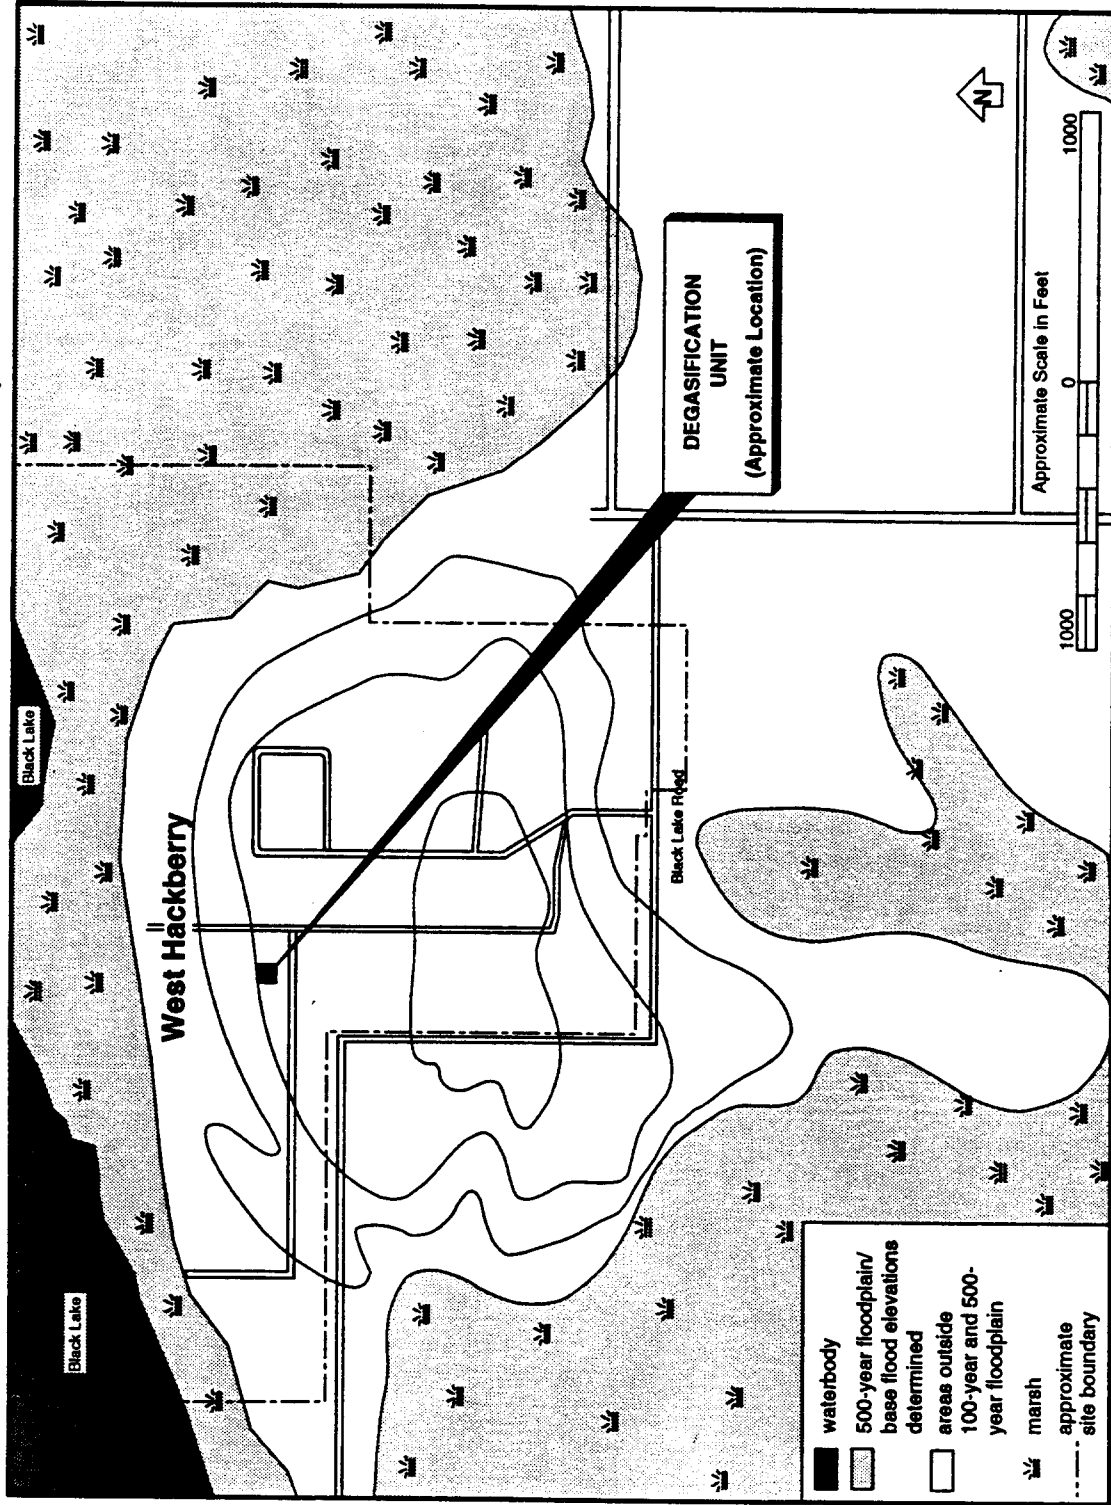 Black Lake
Black Lake
West Hackberry
DEGASIFICATION
UNIT
(Approximate Location)
Black Lake Road
N
Approximate Scale in Feet
1000
0
1000
waterbody
500-year floodplain/
base flood elevations
determined
areas outside
100-year and 500-
year floodplain
marsh
approximate
site boundary